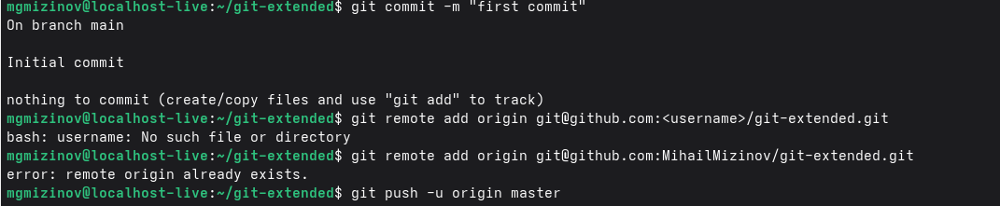 mgmizinov@localhost-live:~/git-extended$ git commit -m "first commit"
On branch main
Initial commit
nothing to commit (create/copy files and use "git add" to track)
mgmizinov@localhost-live:~/git-extended$ git remote add origin git@github.com:<username>/git-extended.git
bash: username: No such file or directory
mgmizinov@localhost-live:~/git-extended$ git remote add origin git@github.com:MihailMizinov/git-extended.git
error: remote origin already exists.
mgmizinov@localhost-live:~/git-extended$ git push -u origin master